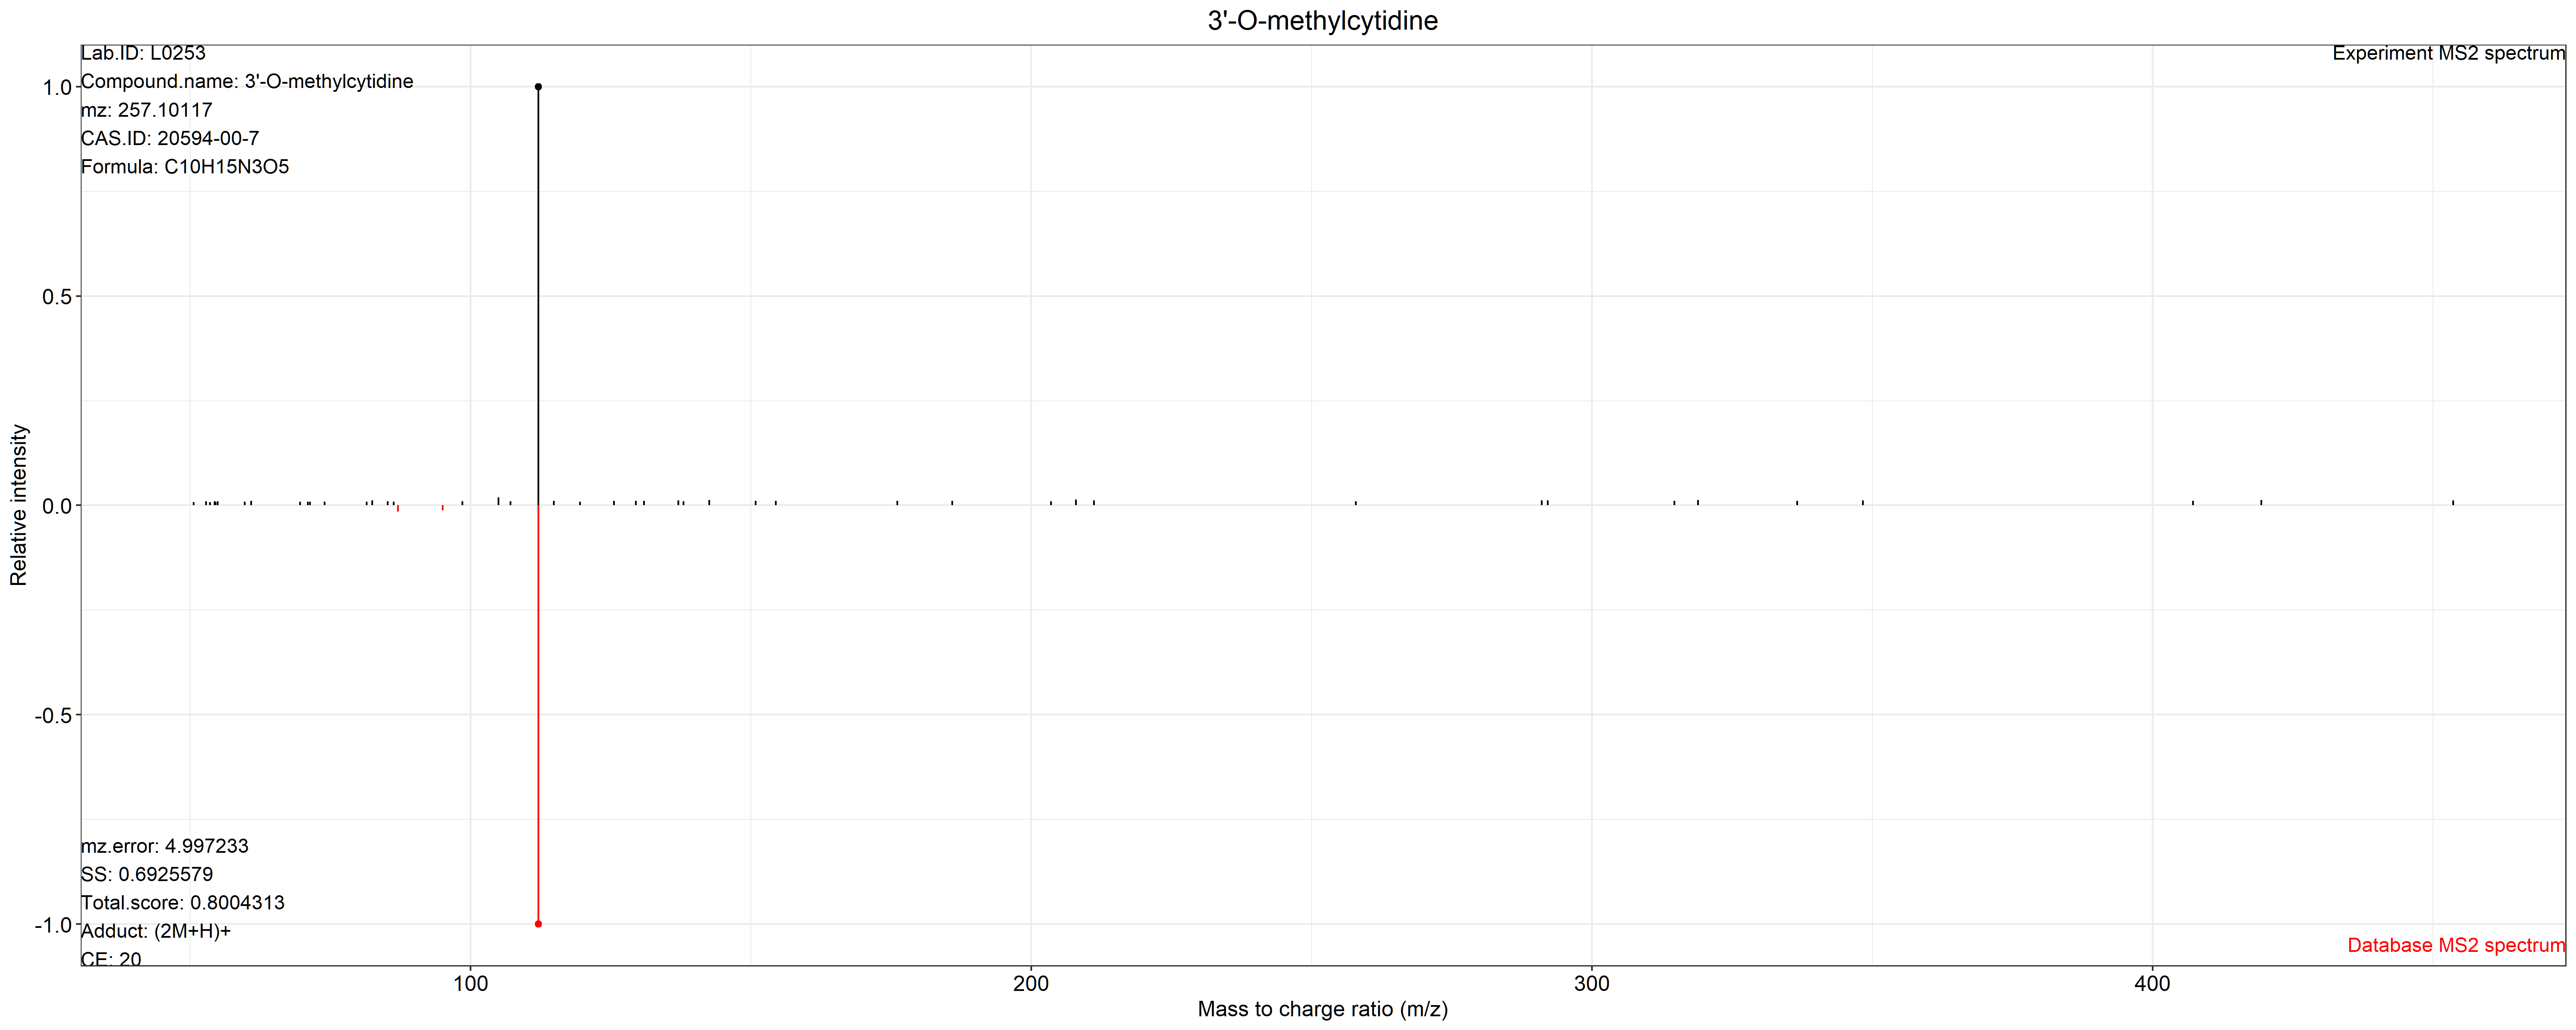 3'-O-methylcytidine
Lab.ID: L0253
Experiment MS2 spectrum
Compound.name: 3'-O-methylcytidine
mz: 257.10117
CAS.ID: 20594-00-7
Formula: C10H15N3O5
1.0
0.5
0.0
-0.5
-1.0
Relative intensity
mz.error: 4.997233
SS: 0.6925579
Total.score: 0.8004313
Adduct: (2M+H)+
CE: 20
Database MS2 spectrum
100 200 300 400
Mass to charge ratio (m/z)